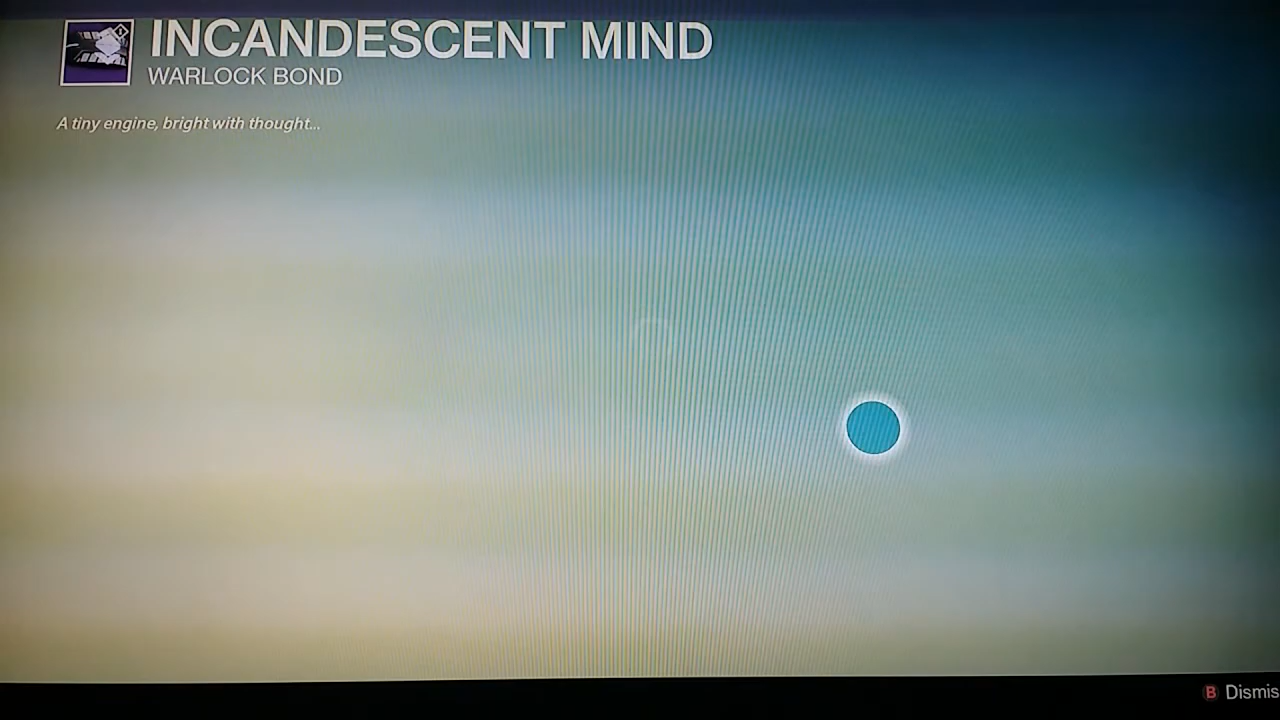 INCANDESCENT MIND
WARLOCK BOND
A tiny engine, bright with thought...
B Dismis